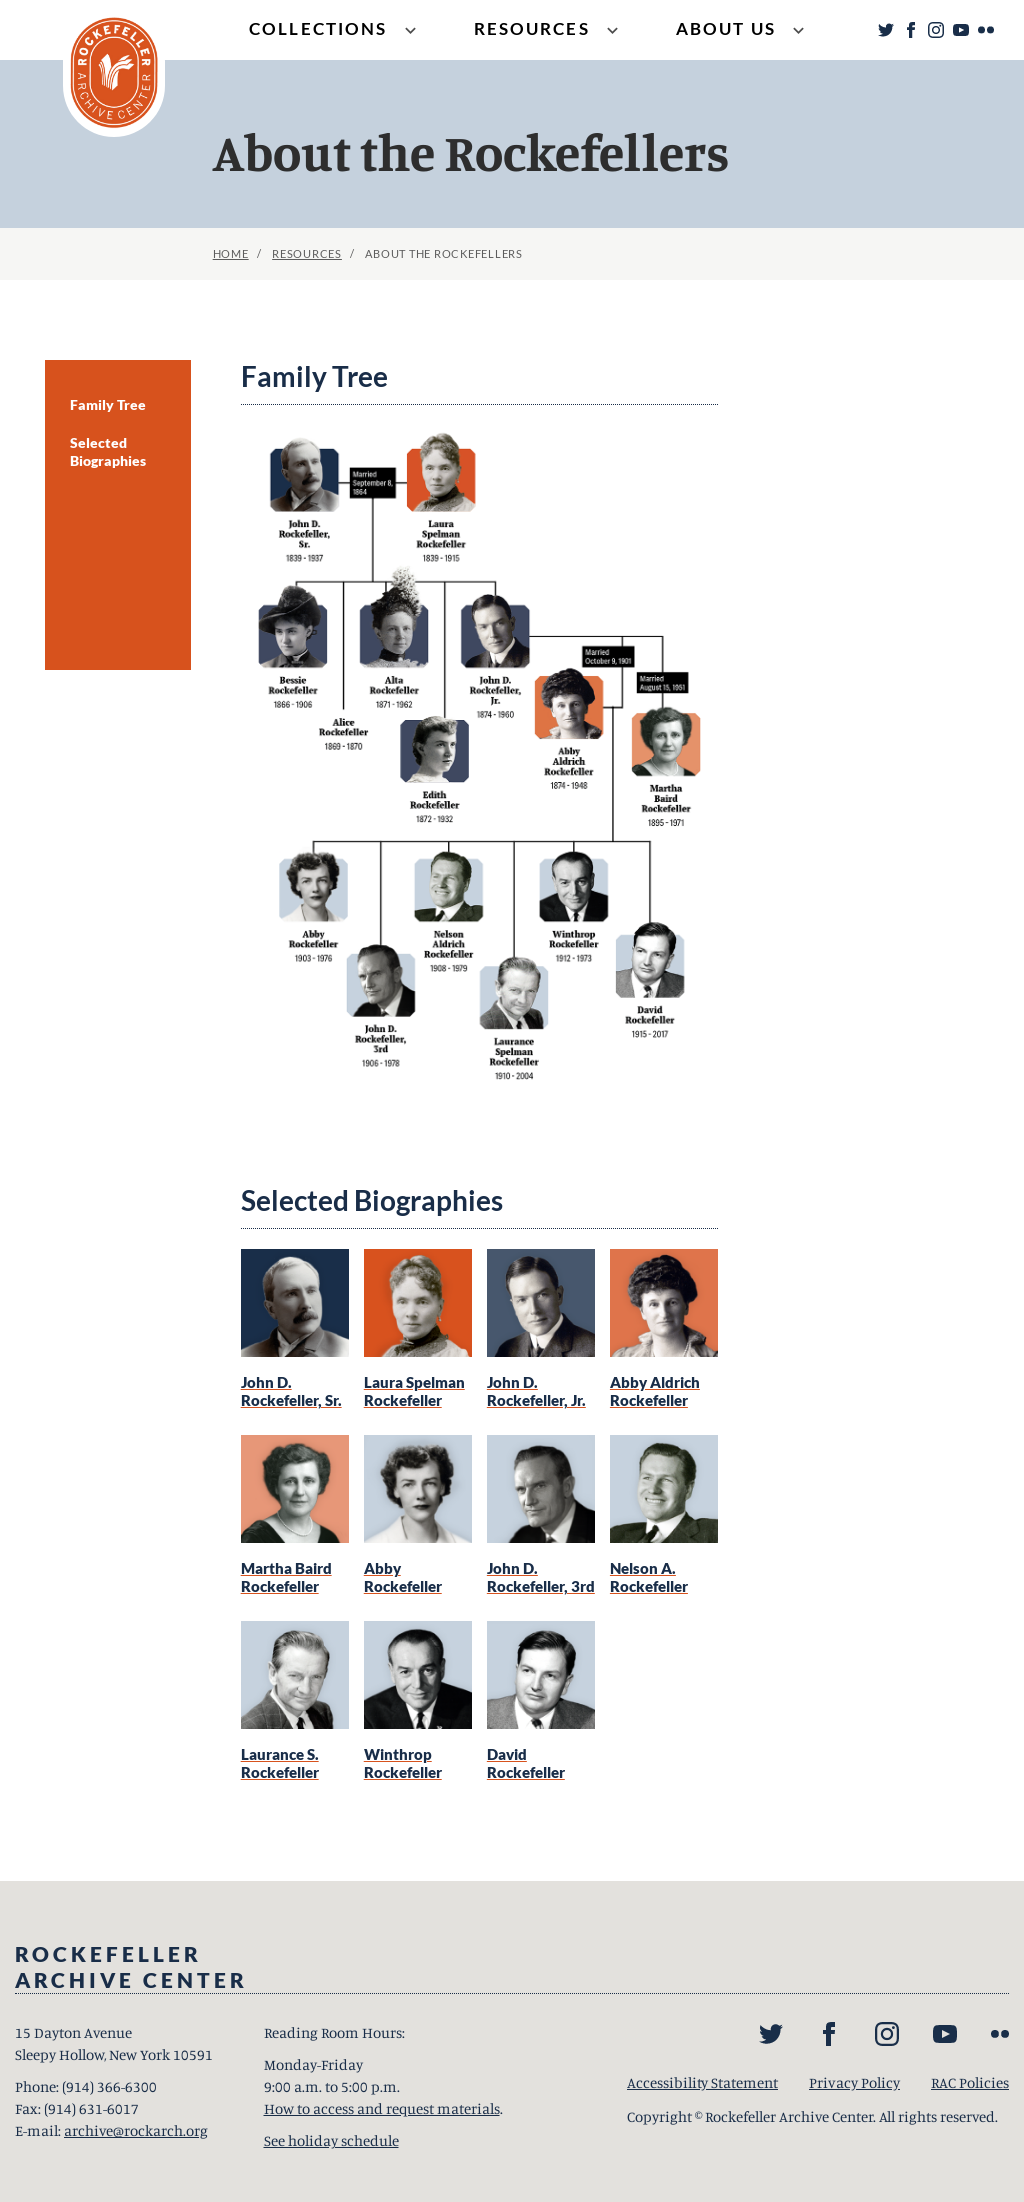 COLLECTIONS
RESOURCES
ABOUT US
ROCKEFELLER
ARCHIVE CENTER
About the Rockefellers
HOME / RESOURCES / ABOUT THE ROCKEFELLERS
Family Tree
Selected
Biographies
Family Tree
Married
September 8,
1864
John D.
Rockefeller,
Sr.
1839 - 1937
Laura
Spelman
Rockefeller
1839 - 1915
Bessie
Rockefeller
1866 - 1906
Alice
Rockefeller
1869 - 1870
Alta
Rockefeller
1871 - 1962
Edith
Rockefeller
1872 - 1932
John D.
Rockefeller,
Jr.
1874 - 1960
Married
October 9, 1901
Married
August 15, 1951
Abby
Aldrich
Rockefeller
1874 - 1948
Martha
Baird
Rockefeller
1895 - 1971
Abby
Rockefeller
1903 - 1976
John D.
Rockefeller,
3rd
1906 - 1978
Nelson
Aldrich
Rockefeller
1908 - 1979
Laurance
Spelman
Rockefeller
1910 - 2004
Winthrop
Rockefeller
1912 - 1973
David
Rockefeller
1915 - 2017
Selected Biographies
John D.
Rockefeller, Sr.
Laura Spelman
Rockefeller
John D.
Rockefeller, Jr.
Abby Aldrich
Rockefeller
Martha Baird
Rockefeller
Abby
Rockefeller
John D.
Rockefeller, 3rd
Nelson A.
Rockefeller
Laurance S.
Rockefeller
Winthrop
Rockefeller
David
Rockefeller
ROCKEFELLER
ARCHIVE CENTER
15 Dayton Avenue
Sleepy Hollow, New York 10591
Phone: (914) 366-6300
Fax: (914) 631-6017
E-mail: archive@rockarch.org
Reading Room Hours:
Monday-Friday
9:00 a.m. to 5:00 p.m.
How to access and request materials.
See holiday schedule
Accessibility Statement
Privacy Policy
RAC Policies
Copyright © Rockefeller Archive Center. All rights reserved.